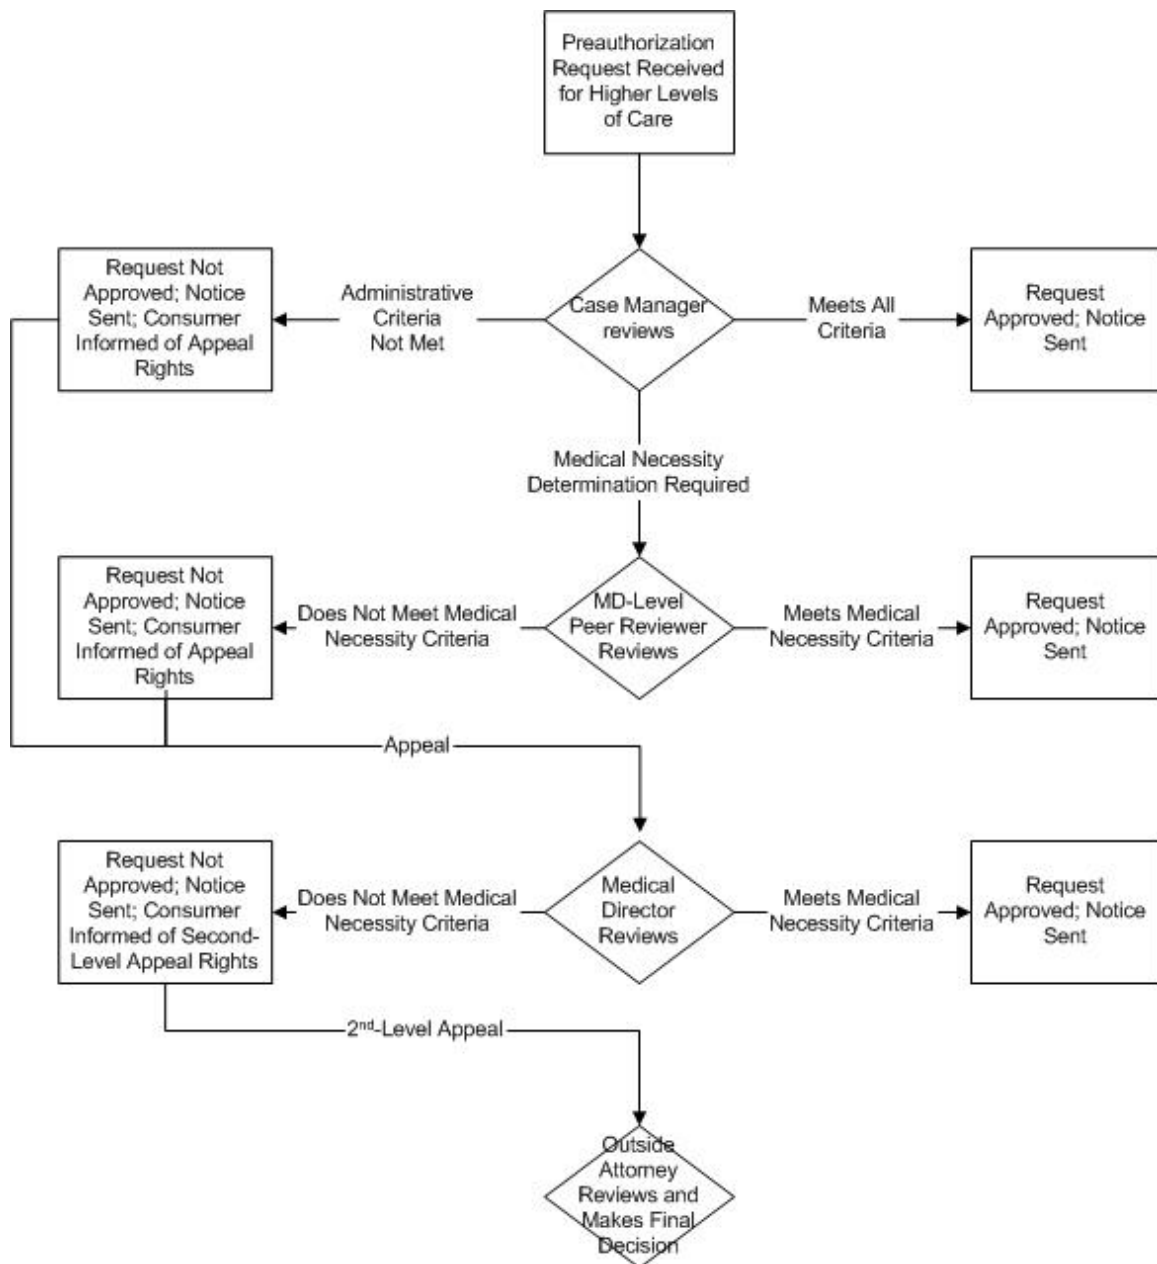 Preauthorization
Request Received
for Higher Levels
of Care
Request Not
Approved; Notice
Sent; Consumer
Informed of Appeal
Rights
Administrative
Criteria
Not Met
Case Manager
reviews
Meets All
Criteria
Request
Approved; Notice
Sent
Medical Necessity
Determination Required
Request Not
Approved; Notice
Sent; Consumer
Informed of Appeal
Rights
Does Not Meet Medical
Necessity Criteria
MD-Level
Peer Reviewer
Reviews
Meets Medical
Necessity Criteria
Request
Approved; Notice
Sent
Appeal
Request Not
Approved; Notice
Sent; Consumer
Informed of Second-
Level Appeal Rights
Does Not Meet Medical
Necessity Criteria
Medical
Director
Reviews
Meets Medical
Necessity Criteria
Request
Approved; Notice
Sent
2nd-Level Appeal
Outside
Attorney
Reviews and
Makes Final
Decision